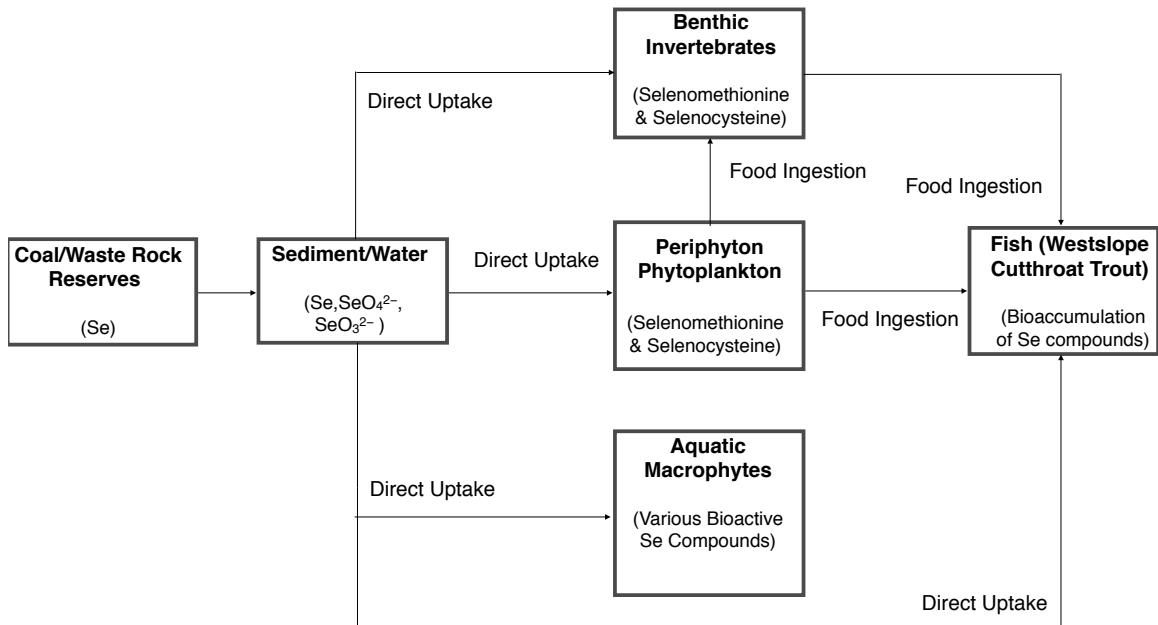 Benthic
Invertebrates
(Selenomethionine
& Selenocysteine)
Direct Uptake
Food Ingestion
Food Ingestion
Coal/Waste Rock
Reserves
(Se)
Sediment/Water
(Se,SeO₄²⁻,
SeO₃²⁻ )
Direct Uptake
Periphyton
Phytoplankton
(Selenomethionine
& Selenocysteine)
Food Ingestion
Fish (Westslope
Cutthroat Trout)
(Bioaccumulation
of Se compounds)
Direct Uptake
Aquatic
Macrophytes
(Various Bioactive
Se Compounds)
Direct Uptake